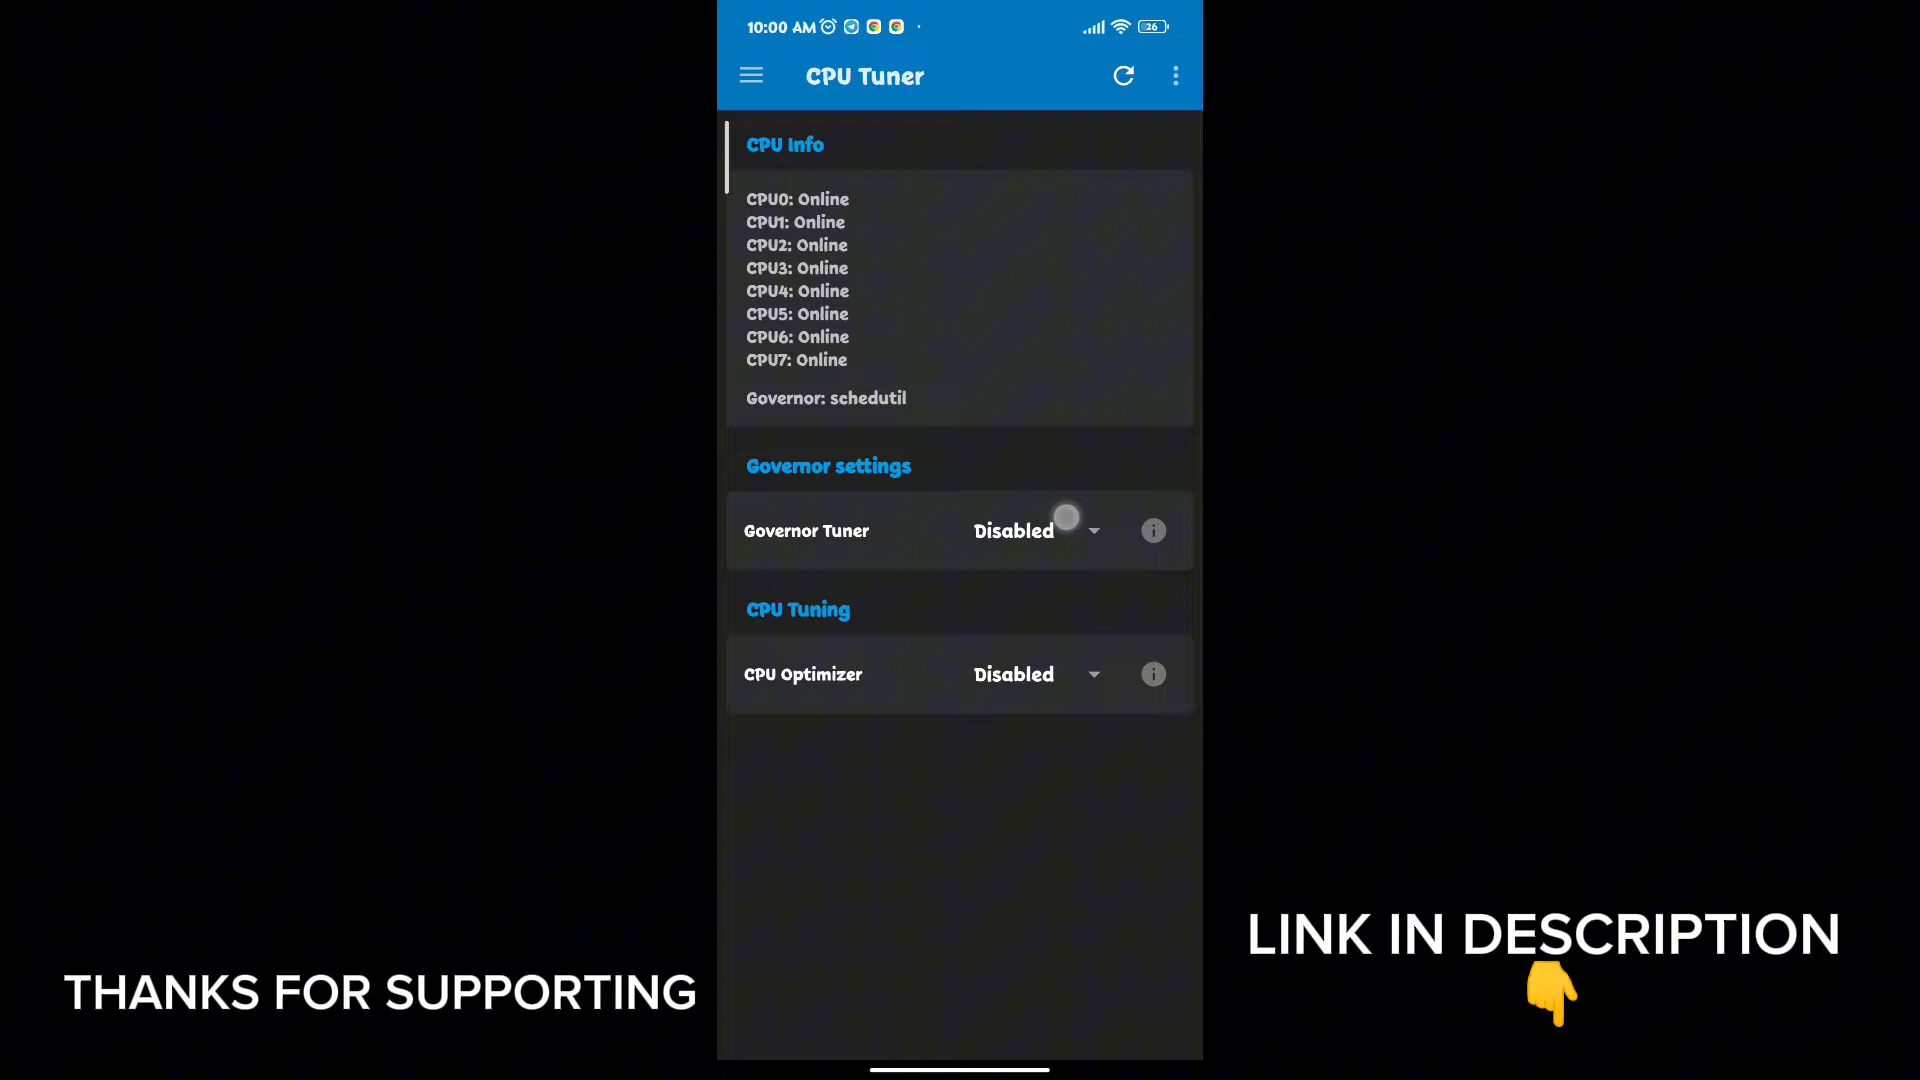 10:00 AM
26
CPU Tuner
CPU Info
CPU0: Online
CPU1: Online
CPU2: Online
CPU3: Online
CPU4: Online
CPU5: Online
CPU6: Online
CPU7: Online
Governor: schedutil
Governor settings
Governor Tuner Disabled
CPU Tuning
CPU Optimizer Disabled
LINK IN DESCRIPTION
THANKS FOR SUPPORTING